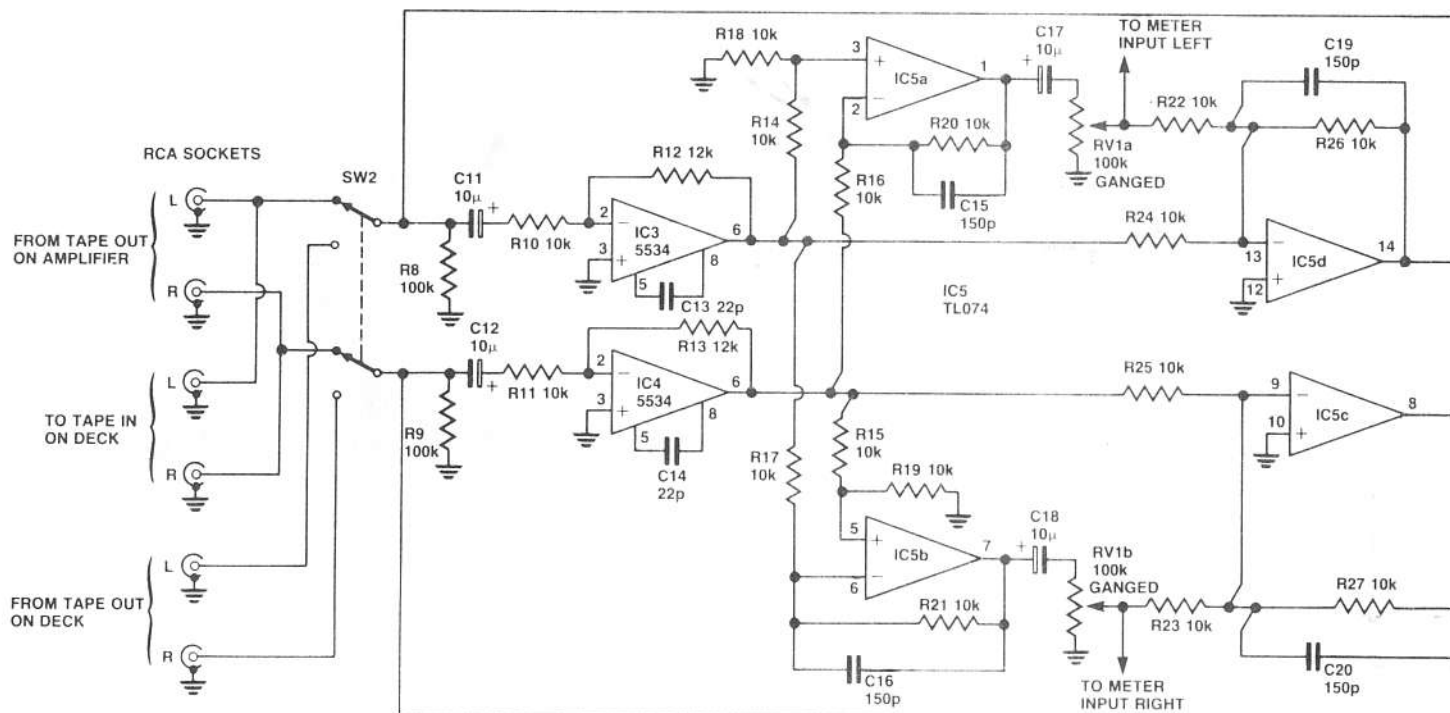 RCA SOCKETS
L
FROM TAPE OUT
ON AMPLIFIER
R
L
TO TAPE IN
ON DECK
R
L
FROM TAPE OUT
ON DECK
R
SW2
C11
10µ
+
R8
100k
R10 10k
R12 12k
2
−
IC3
5534
3
+
6
5
8
C13 22p
C12
10µ
+
R9
100k
R11 10k
R13 12k
2
−
IC4
5534
3
+
6
5
8
C14
22p
R18 10k
R14
10k
3
+
IC5a
1
2
−
R20 10k
C15
150p
R16
10k
C17
+
10µ
RV1a
100k
GANGED
TO METER
INPUT LEFT
R22 10k
C19
150p
R26 10k
R24 10k
−
13
IC5d
14
12
+
IC5
TL074
R25 10k
9
−
IC5c
8
10
+
R17
10k
R15
10k
R19 10k
5
+
IC5b
7
−
6
R21 10k
C16
150p
C18
+
10µ
RV1b
100k
GANGED
R23 10k
R27 10k
C20
150p
TO METER
INPUT RIGHT